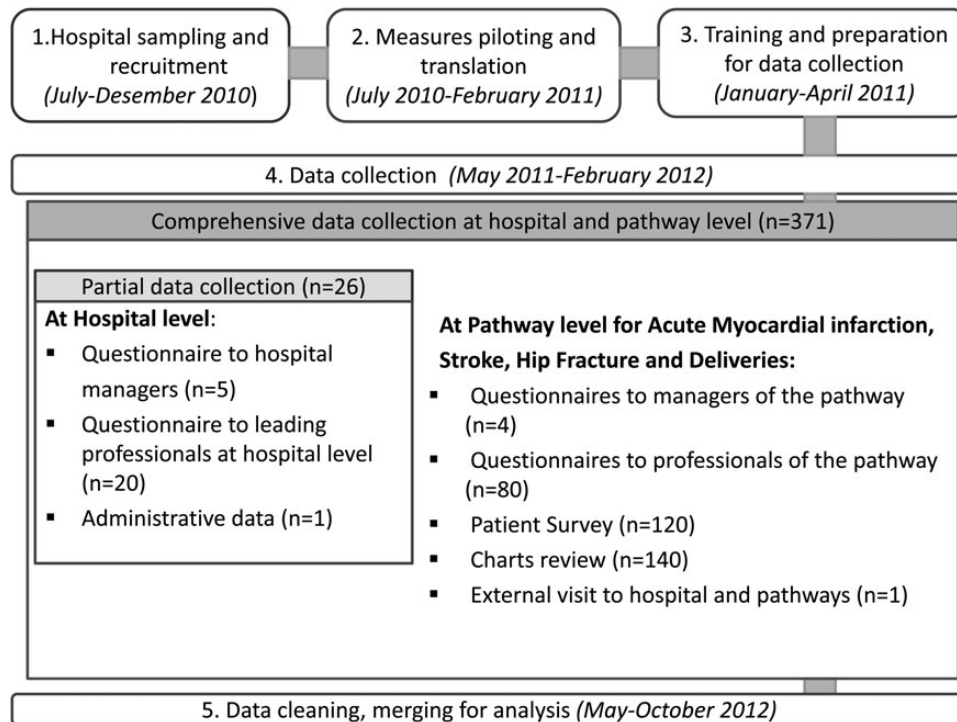 1.Hospital sampling and
recruitment
(July-Desember 2010)
2. Measures piloting and
translation
(July 2010-February 2011)
3. Training and preparation
for data collection
(January-April 2011)
4. Data collection (May 2011-February 2012)
Comprehensive data collection at hospital and pathway level (n=371)
Partial data collection (n=26)
At Hospital level:
▪ Questionnaire to hospital
managers (n=5)
▪ Questionnaire to leading
professionals at hospital level
(n=20)
▪ Administrative data (n=1)
At Pathway level for Acute Myocardial infarction,
Stroke, Hip Fracture and Deliveries:
▪ Questionnaires to managers of the pathway
(n=4)
▪ Questionnaires to professionals of the pathway
(n=80)
▪ Patient Survey (n=120)
▪ Charts review (n=140)
▪ External visit to hospital and pathways (n=1)
5. Data cleaning, merging for analysis (May-October 2012)